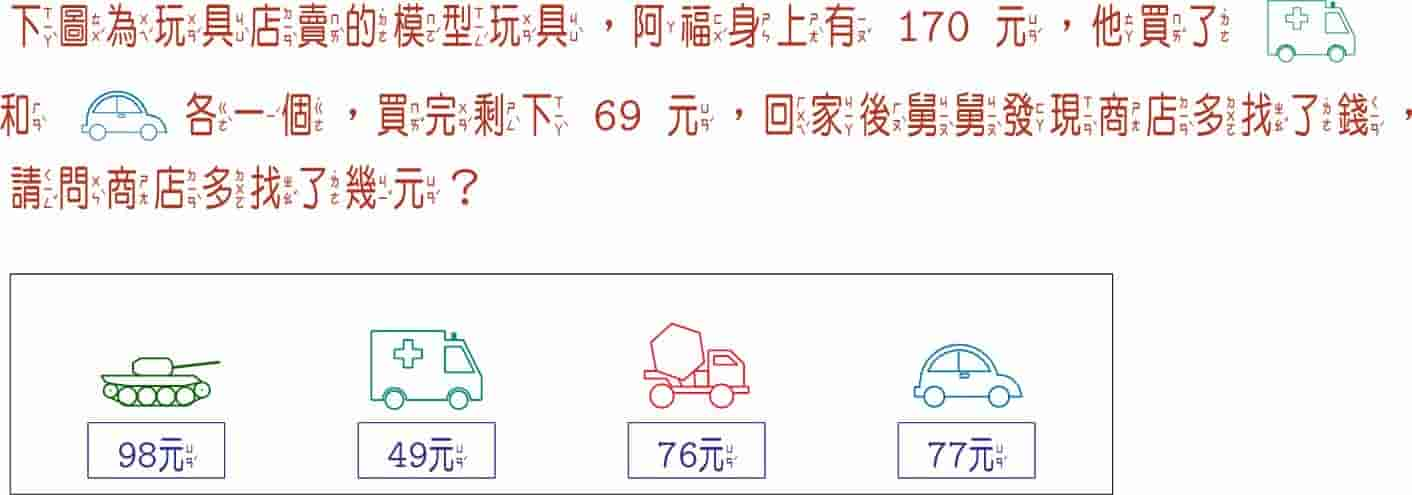 下圖為玩具店賣的模型玩具，阿福身上有 170 元，他買了
和 各一個，買完剩下 69 元，回家後舅舅發現商店多找了錢，
請問商店多找了幾元？
98元 49元 76元 77元